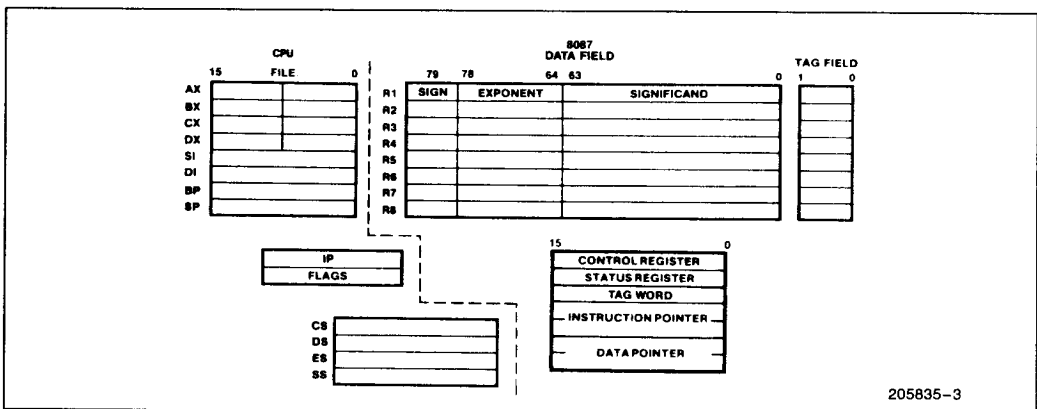 CPU
FILE
15 0
AX
BX
CX
DX
SI
DI
BP
SP
IP
FLAGS
CS
DS
ES
SS
8087
DATA FIELD
79 78 64 63 0
R1 SIGN EXPONENT SIGNIFICAND
R2
R3
R4
R5
R6
R7
R8
TAG FIELD
1 0
15 0
CONTROL REGISTER
STATUS REGISTER
TAG WORD
INSTRUCTION POINTER
DATA POINTER
205835-3